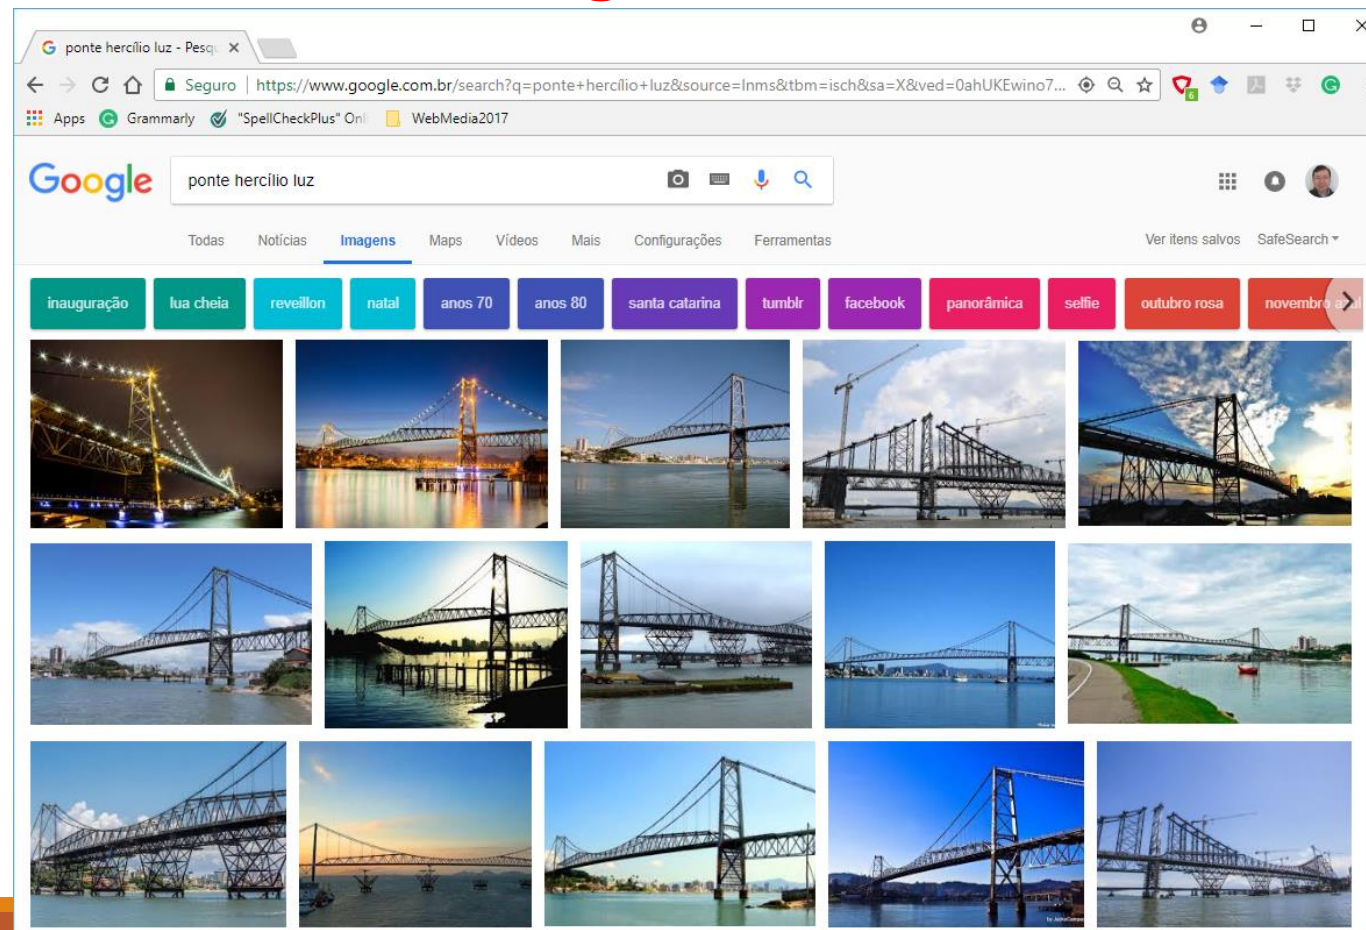 ponte hercílio luz - Pesq
Seguro https://www.google.com.br/search?q=ponte+hercílio+luz&source=lnms&tbm=isch&sa=X&ved=0ahUKEwino7... 6
Apps Grammarly "SpellCheckPlus" Onl WebMedia2017
Google ponte hercílio luz
Todas Notícias Imagens Maps Vídeos Mais Configurações Ferramentas Ver itens salvos SafeSearch
inauguração lua cheia reveillon natal anos 70 anos 80 santa catarina tumblr facebook panorâmica selfie outubro rosa novembro azul